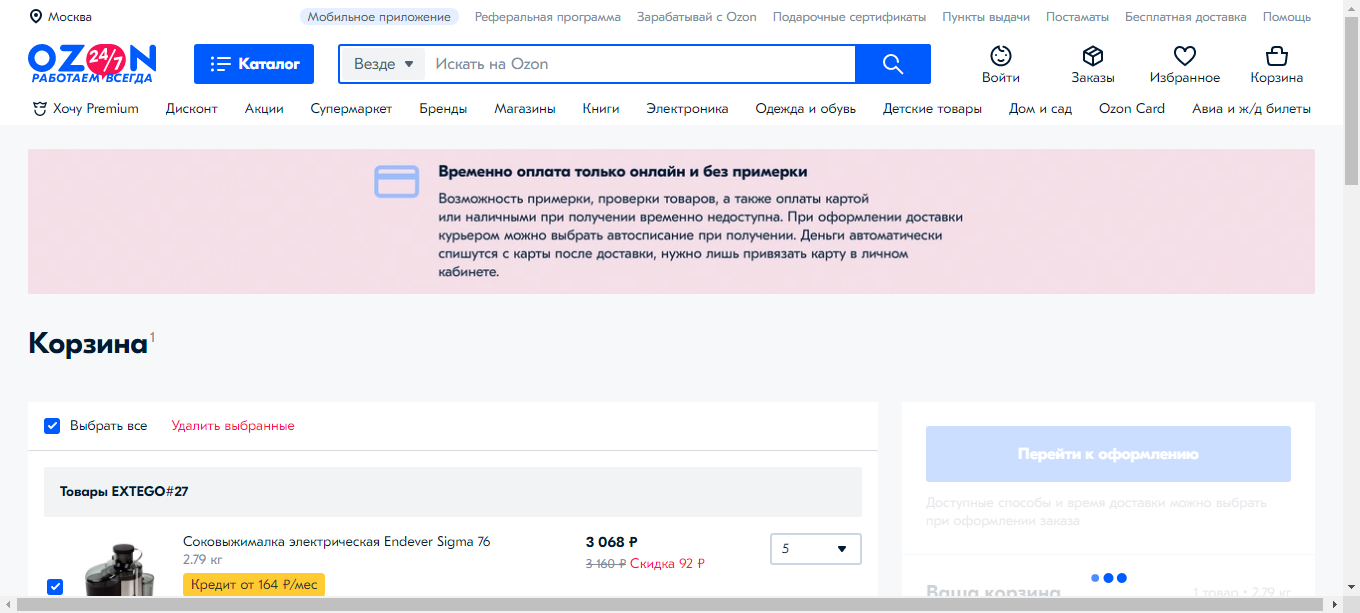 Москва
Мобильное приложение Реферальная программа Зарабатывай с Ozon Подарочные сертификаты Пункты выдачи Постаматы Бесплатная доставка Помощь
OZON 24/7
РАБОТАЕМ ВСЕГДА
Каталог
Везде Искать на Ozon
Войти Заказы Избранное Корзина
Хочу Premium Дисконт Акции Супермаркет Бренды Магазины Книги Электроника Одежда и обувь Детские товары Дом и сад Ozon Card Авиа и ж/д билеты
Временно оплата только онлайн и без примерки
Возможность примерки, проверки товаров, а также оплаты картой
или наличными при получении временно недоступна. При оформлении доставки
курьером можно выбрать автосписание при получении. Деньги автоматически
спишутся с карты после доставки, нужно лишь привязать карту в личном
кабинете.
Корзина 1
Выбрать все Удалить выбранные
Товары EXTEGO#27
Соковыжималка электрическая Endever Sigma 76
2.79 кг
Кредит от 164 ₽/мес
3 068 ₽
3 160 ₽ Скидка 92 ₽
5
Перейти к оформлению
Доступные способы и время доставки можно выбрать
при оформлении заказа
Ваша корзина 1 товар • 2.79 кг